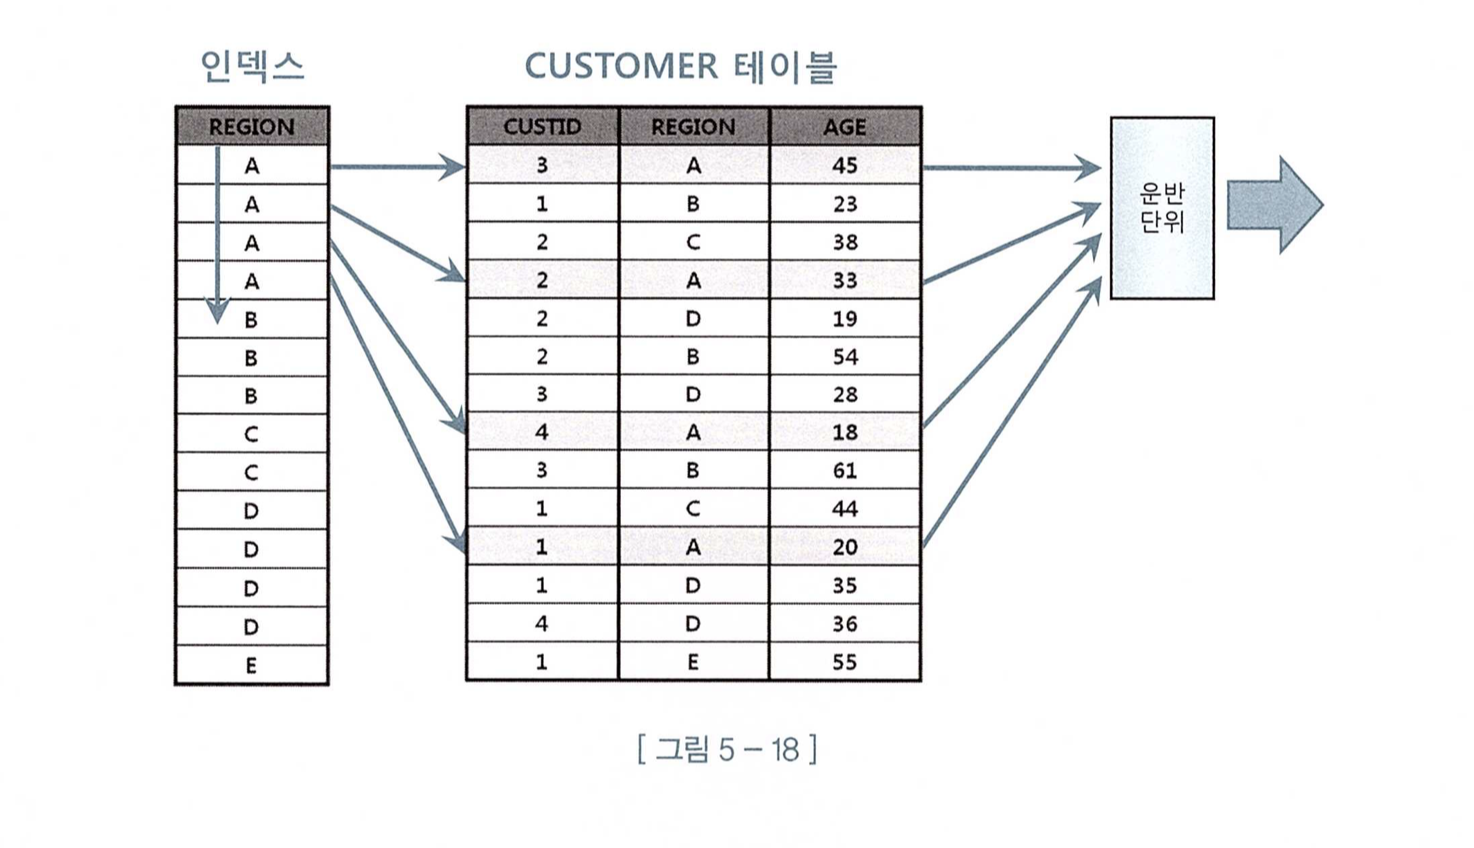 인덱스
CUSTOMER 테이블
REGION
A
A
A
A
B
B
B
C
C
D
D
D
D
E
CUSTID REGION AGE
3 A 45
1 B 23
2 C 38
2 A 33
2 D 19
2 B 54
3 D 28
4 A 18
3 B 61
1 C 44
1 A 20
1 D 35
4 D 36
1 E 55
운반
단위
[ 그림 5 – 18 ]